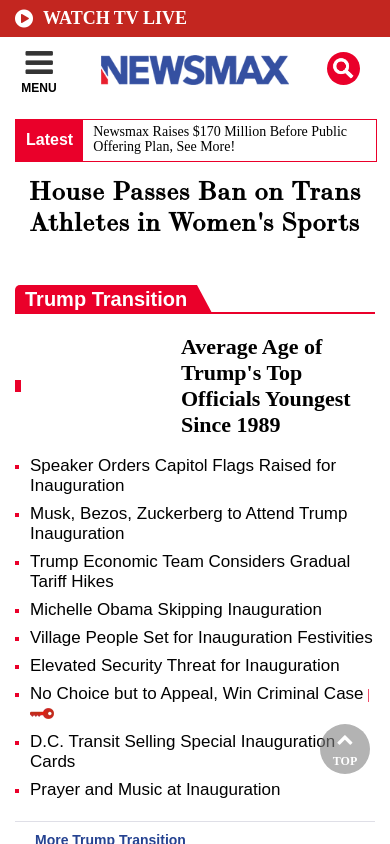 WATCH TV LIVE
MENU
NEWSMAX
Latest
Newsmax Raises $170 Million Before Public
Offering Plan, See More!
House Passes Ban on Trans
Athletes in Women's Sports
Trump Transition
Average Age of
Trump's Top
Officials Youngest
Since 1989
Speaker Orders Capitol Flags Raised for
Inauguration
Musk, Bezos, Zuckerberg to Attend Trump
Inauguration
Trump Economic Team Considers Gradual
Tariff Hikes
Michelle Obama Skipping Inauguration
Village People Set for Inauguration Festivities
Elevated Security Threat for Inauguration
No Choice but to Appeal, Win Criminal Case |
D.C. Transit Selling Special Inauguration
Cards
TOP
Prayer and Music at Inauguration
More Trump Transition